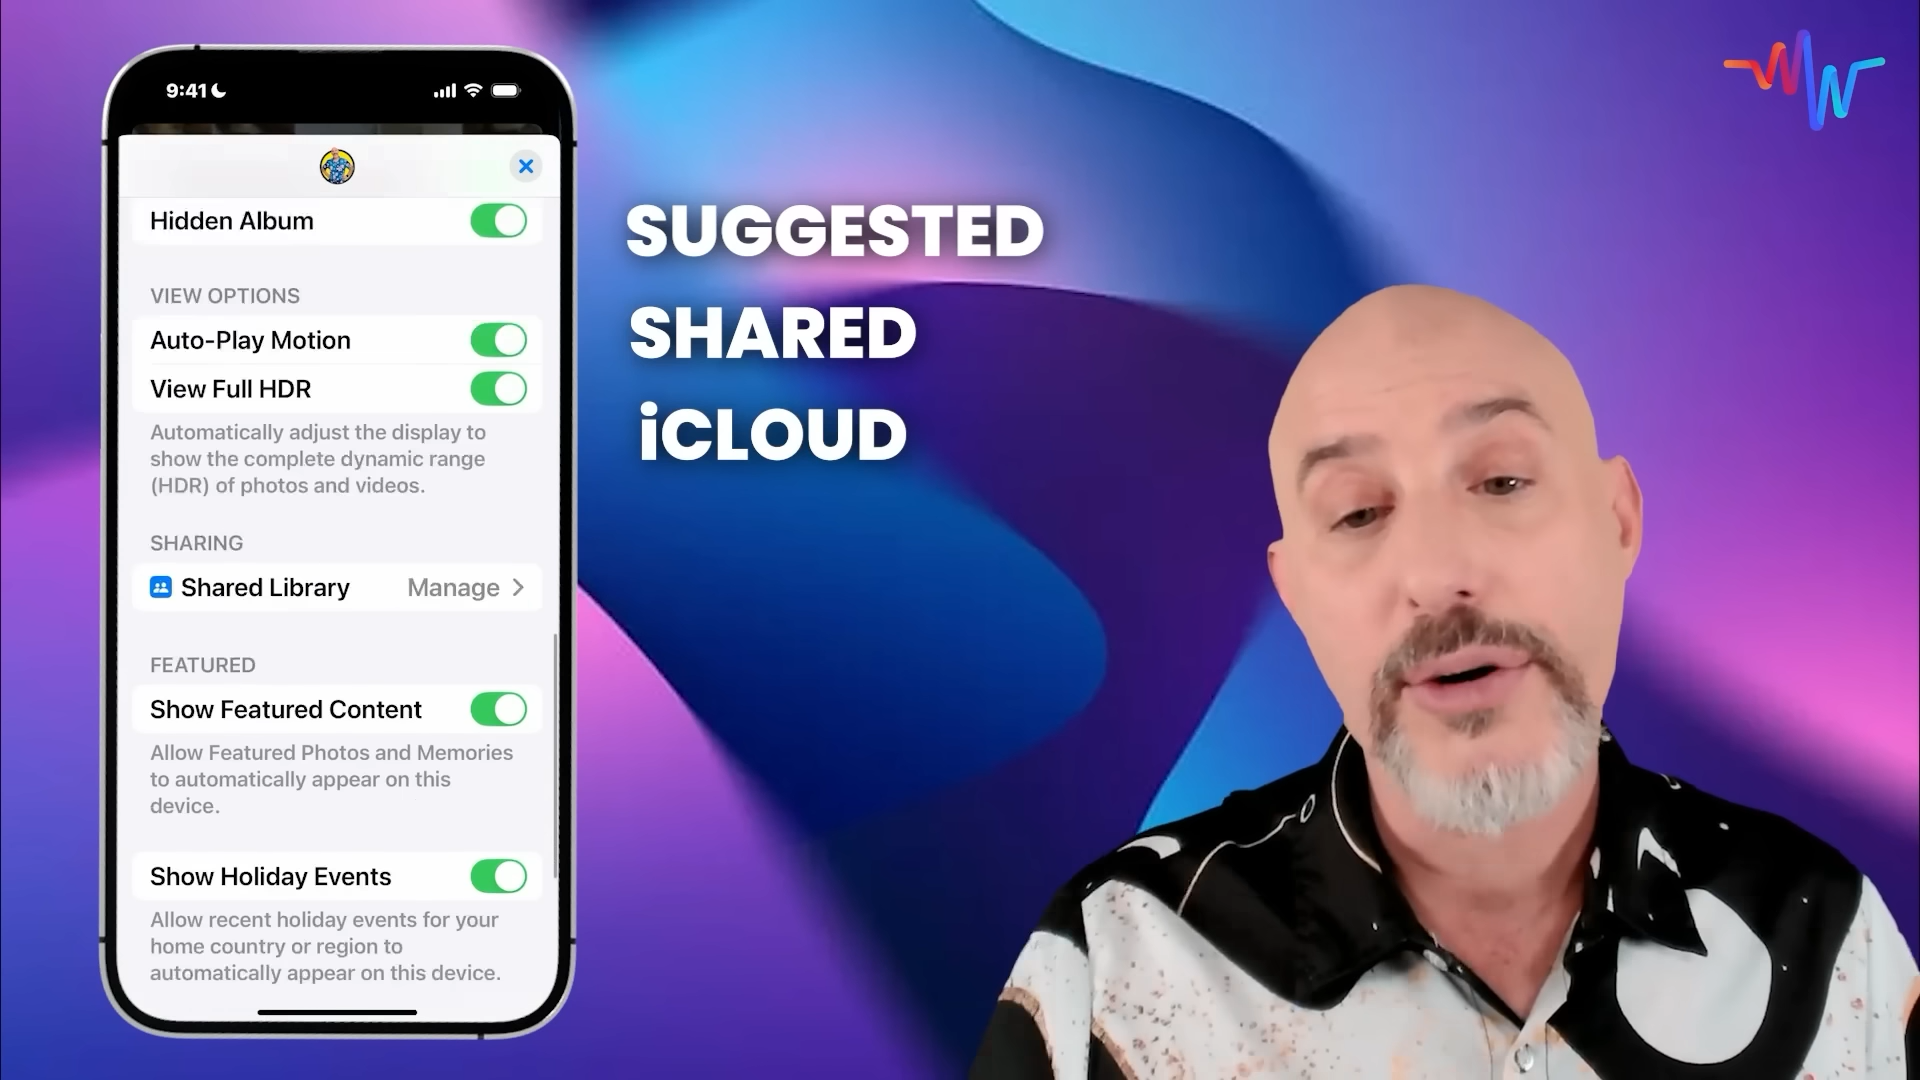 9:41
Hidden Album
VIEW OPTIONS
Auto-Play Motion
View Full HDR
Automatically adjust the display to
show the complete dynamic range
(HDR) of photos and videos.
SHARING
Shared Library Manage
FEATURED
Show Featured Content
Allow Featured Photos and Memories
to automatically appear on this
device.
Show Holiday Events
Allow recent holiday events for your
home country or region to
automatically appear on this device.
SUGGESTED
SHARED
iCLOUD